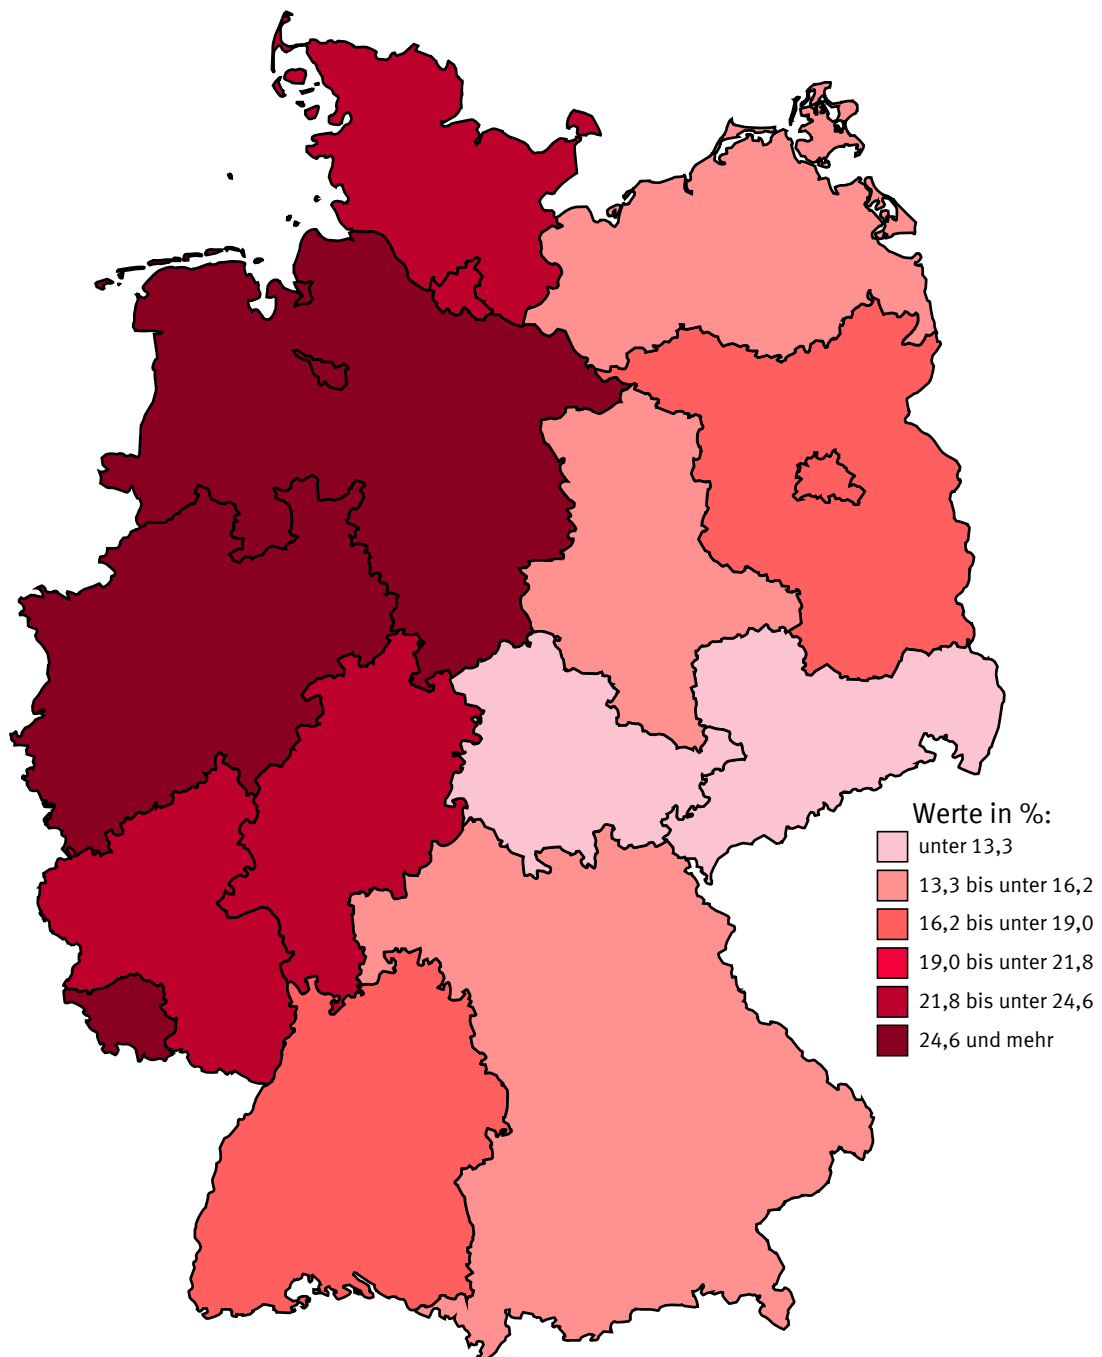 Werte in %:
unter 13,3
13,3 bis unter 16,2
16,2 bis unter 19,0
19,0 bis unter 21,8
21,8 bis unter 24,6
24,6 und mehr